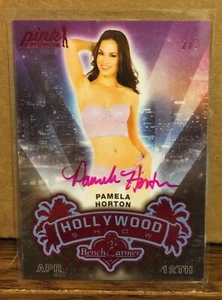 pink
Pamela Horton
PAMELA
HORTON
HOLLYWOOD
SHOW
BenchWarmer
APR
12TH